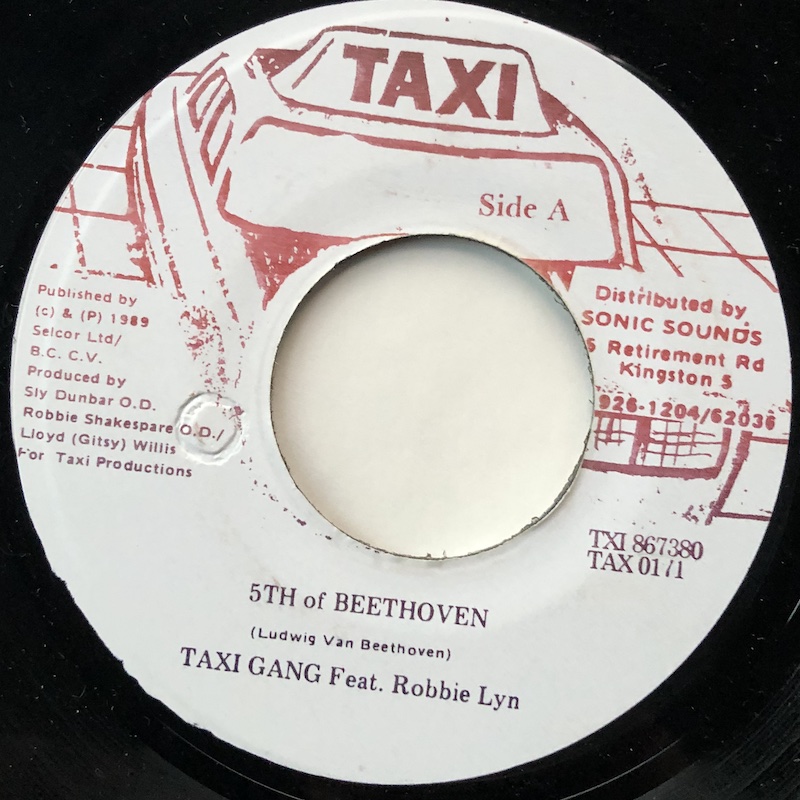 TAXI
Side A
Published by
(c) & (P) 1989
Selcor Ltd/
B.C. C.V.
Produced by
Sly Dunbar O.D.
Robbie Shakespare O.D./
Lloyd (Gitsy) Willis
For Taxi Productions
Distributed by
SONIC SOUNDS
5 Retirement Rd
Kingston 5
926-1204/62036
TXI 867380
TAX 01/1
5TH of BEETHOVEN
(Ludwig Van Beethoven)
TAXI GANG Feat. Robbie Lyn